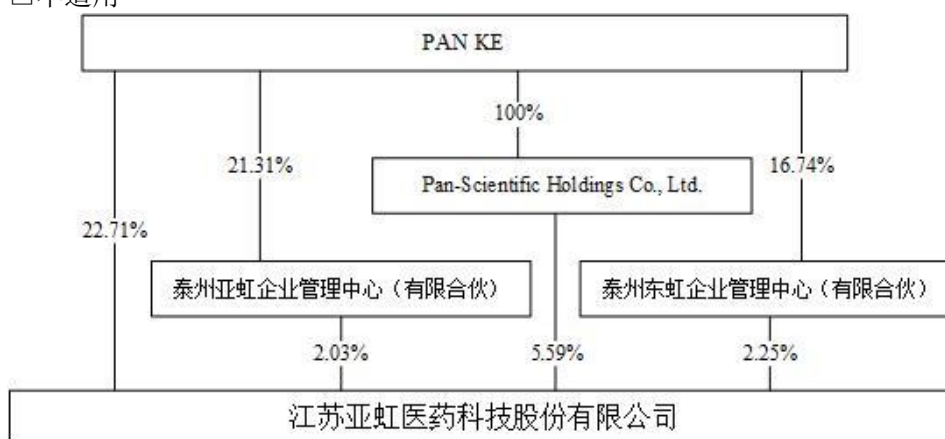 PAN KE
100%
21.31%
16.74%
Pan-Scientific Holdings Co., Ltd.
22.71%
泰州亚虹企业管理中心（有限合伙）
泰州东虹企业管理中心（有限合伙）
2.03%
5.59%
2.25%
江苏亚虹医药科技股份有限公司